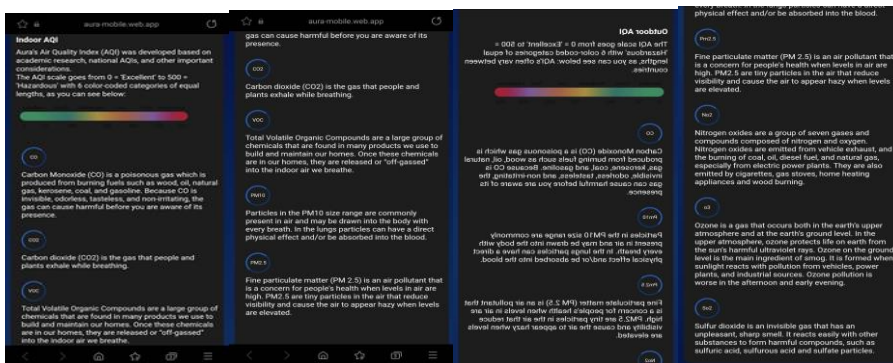 aura-mobile.web.app
Indoor AQI
Aura's Air Quality Index (AQI) was developed based on
academic research, national AQIs, and other important
considerations.
The AQI scale goes from 0 = 'Excellent' to 500 =
'Hazardous' with 6 color-coded categories of equal
lengths, as you can see below:
CO
Carbon Monoxide (CO) is a poisonous gas which is
produced from burning fuels such as wood, oil, natural
gas, kerosene, coal, and gasoline. Because CO is
invisible, odorless, tasteless, and non-irritating, the
gas can cause harmful before you are aware of its
presence.
CO2
Carbon dioxide (CO2) is the gas that people and
plants exhale while breathing.
VOC
Total Volatile Organic Compounds are a large group of
chemicals that are found in many products we use to
build and maintain our homes. Once these chemicals
are in our homes, they are released or "off-gassed"
into the indoor air we breathe.
aura-mobile.web.app
gas can cause harmful before you are aware of its
presence.
CO2
Carbon dioxide (CO2) is the gas that people and
plants exhale while breathing.
VOC
Total Volatile Organic Compounds are a large group of
chemicals that are found in many products we use to
build and maintain our homes. Once these chemicals
are in our homes, they are released or "off-gassed"
into the indoor air we breathe.
PM10
Particles in the PM10 size range are commonly
present in air and may be drawn into the body with
every breath. In the lungs particles can have a direct
physical effect and/or be absorbed into the blood.
PM2.5
Fine particulate matter (PM 2.5) is an air pollutant that
is a concern for people's health when levels in air are
high. PM2.5 are tiny particles in the air that reduce
visibility and cause the air to appear hazy when levels
are elevated.
Outdoor AQI
The AQI scale goes from 0 = 'Excellent' to 500 =
'Hazardous' with 6 color-coded categories of equal
lengths, as you can see below: AQI's often vary between
countries.
CO
Carbon Monoxide (CO) is a poisonous gas which is
produced from burning fuels such as wood, oil, natural
gas, kerosene, coal, and gasoline. Because CO is
invisible, odorless, tasteless, and non-irritating, the
gas can cause harmful before you are aware of its
presence.
Pm10
Particles in the PM10 size range are commonly
present in air and may be drawn into the body with
every breath. In the lungs particles can have a direct
physical effect and/or be absorbed into the blood.
Pm2.5
Fine particulate matter (PM 2.5) is an air pollutant that
is a concern for people's health when levels in air are
high. PM2.5 are tiny particles in the air that reduce
visibility and cause the air to appear hazy when levels
are elevated.
No2
every breath. In the lungs particles can have a direct
physical effect and/or be absorbed into the blood.
Pm2.5
Fine particulate matter (PM 2.5) is an air pollutant that
is a concern for people's health when levels in air are
high. PM2.5 are tiny particles in the air that reduce
visibility and cause the air to appear hazy when levels
are elevated.
No2
Nitrogen oxides are a group of seven gases and
compounds composed of nitrogen and oxygen.
Nitrogen oxides are emitted from vehicle exhaust, and
the burning of coal, oil, diesel fuel, and natural gas,
especially from electric power plants. They are also
emitted by cigarettes, gas stoves, home heating
appliances and wood burning.
Ozone is a gas that occurs both in the earth's upper
atmosphere and at the earth's ground level. In the
upper atmosphere, ozone protects life on earth from
the sun's harmful ultraviolet rays. Ozone on the ground
level is the main ingredient of smog. It is formed when
sunlight reacts with pollution from vehicles, power
plants, and industrial sources. Ozone pollution is
worse in the afternoon and early evening.
So2
Sulfur dioxide is an invisible gas that has an
unpleasant, sharp smell. It reacts easily with other
substances to form harmful compounds, such as
sulfuric acid, sulfurous acid and sulfate particles.